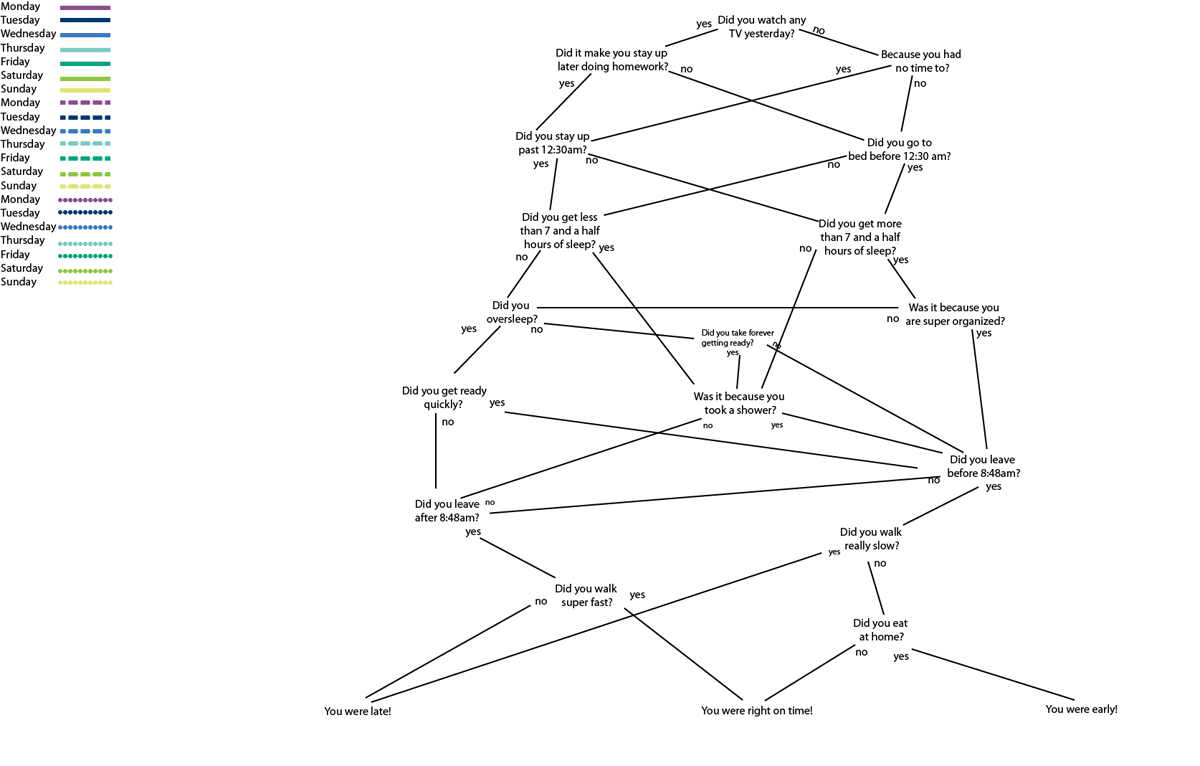 Monday
Tuesday
Wednesday
Thursday
Friday
Saturday
Sunday
Monday
Tuesday
Wednesday
Thursday
Friday
Saturday
Sunday
Monday
Tuesday
Wednesday
Thursday
Friday
Saturday
Sunday
Did you watch any
TV yesterday?
yes
no
Did it make you stay up
later doing homework?
no
yes
Because you had
no time to?
yes
no
Did you stay up
past 12:30am?
yes
no
Did you go to
bed before 12:30 am?
no
yes
Did you get less
than 7 and a half
hours of sleep?
yes
no
Did you get more
than 7 and a half
hours of sleep?
no
yes
Did you
oversleep?
yes
no
Was it because you
are super organized?
no
yes
Did you take forever
getting ready?
yes
no
Did you get ready
quickly?
yes
no
Was it because you
took a shower?
no
yes
Did you leave
before 8:48am?
no
yes
Did you leave
after 8:48am?
no
yes
Did you walk
really slow?
yes
no
Did you walk
super fast?
no
yes
Did you eat
at home?
no
yes
You were late!
You were right on time!
You were early!